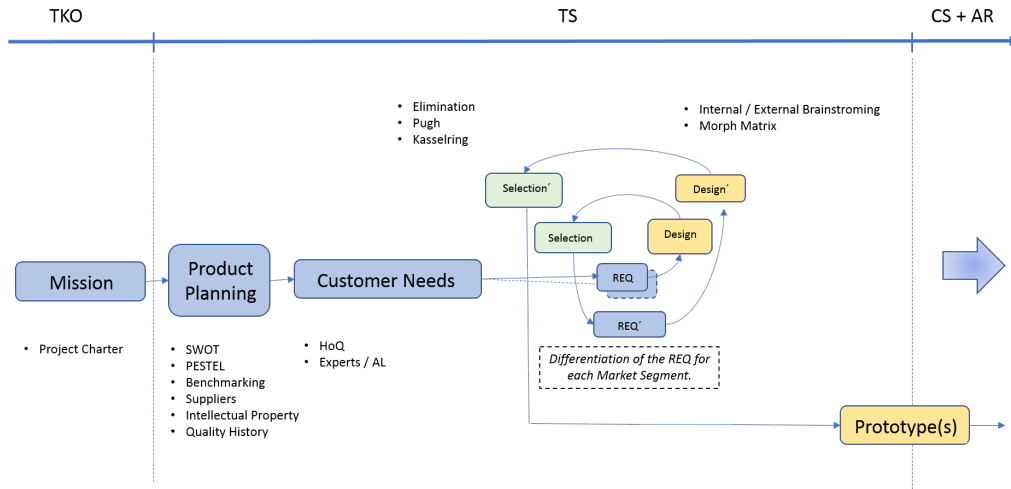 TKO
TS
CS + AR
• Elimination
• Pugh
• Kasselring
• Internal / External Brainstroming
• Morph Matrix
Selection´
Design´
Selection
Design
Mission
Product
Planning
Customer Needs
REQ
REQ´
• Project Charter
• SWOT
• PESTEL
• Benchmarking
• Suppliers
• Intellectual Property
• Quality History
• HoQ
• Experts / AL
Differentiation of the REQ for
each Market Segment.
Prototype(s)